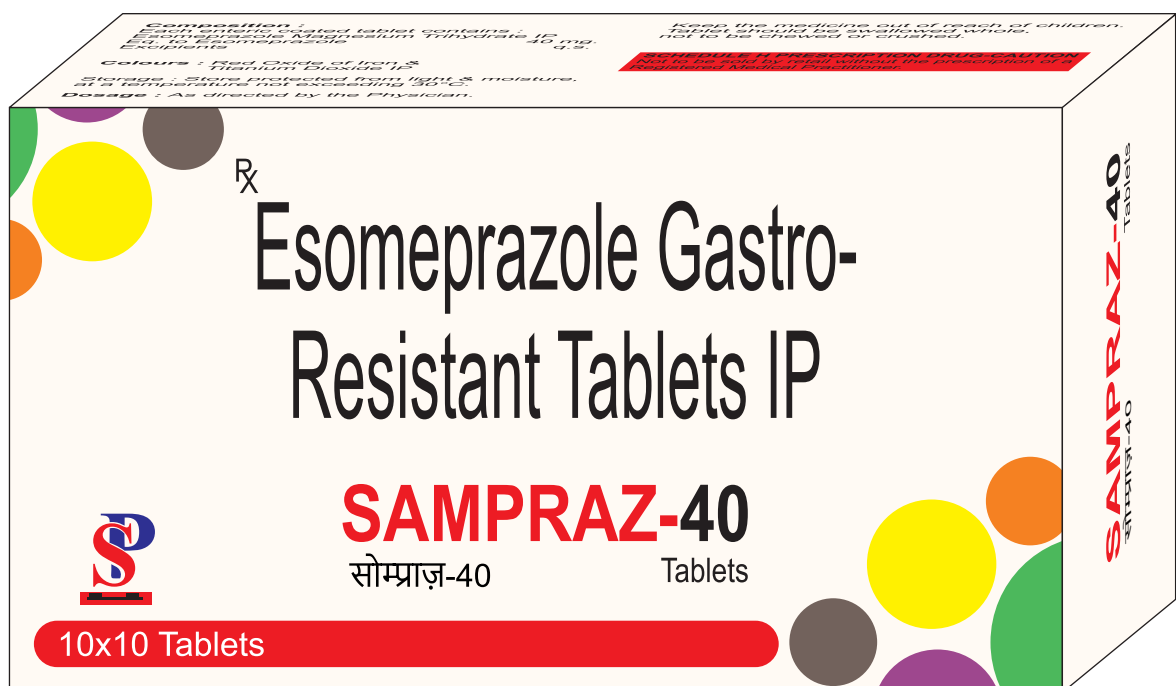 Composition :
Each enteric coated tablet contains :
Esomeprazole Magnesium Trihydrate IP
Eq. to Esomeprazole 40 mg.
Excipients q.s.
Colours : Red Oxide of Iron &
Titanium Dioxide IP
Storage : Store protected from light & moisture.
at a temperature not exceeding 30°C.
Dosage : As directed by the Physician.
Keep the medicine out of reach of children.
Tablet should be swallowed whole.
not to be chewed or crushed.
SCHEDULE H PRESCRIPTION DRUG-CAUTION
Not to be sold by retail without the prescription of a
Registered Medical Practitioner.
Rx
Esomeprazole Gastro-
Resistant Tablets IP
SAMPRAZ-40
सोम्प्राज़-40 Tablets
SP
10x10 Tablets
SAMPRAZ-40
सोम्प्राज़-40 Tablets